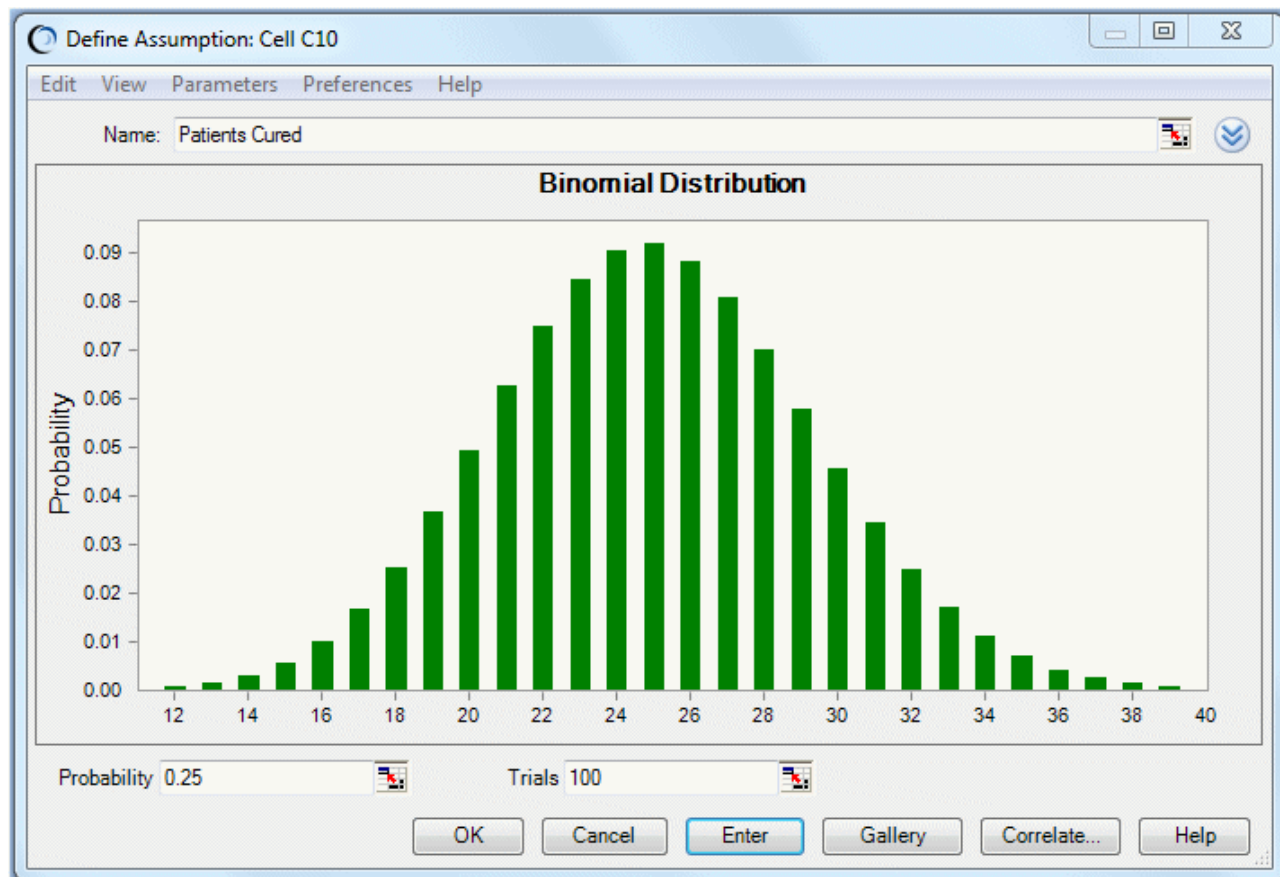 Define Assumption: Cell C10
Edit View Parameters Preferences Help
Name: Patients Cured
Binomial Distribution
0.09
0.08
0.07
0.06
0.05
0.04
0.03
0.02
0.01
0.00
Probability
12 14 16 18 20 22 24 26 28 30 32 34 36 38 40
Probability 0.25 Trials 100
OK Cancel Enter Gallery Correlate... Help